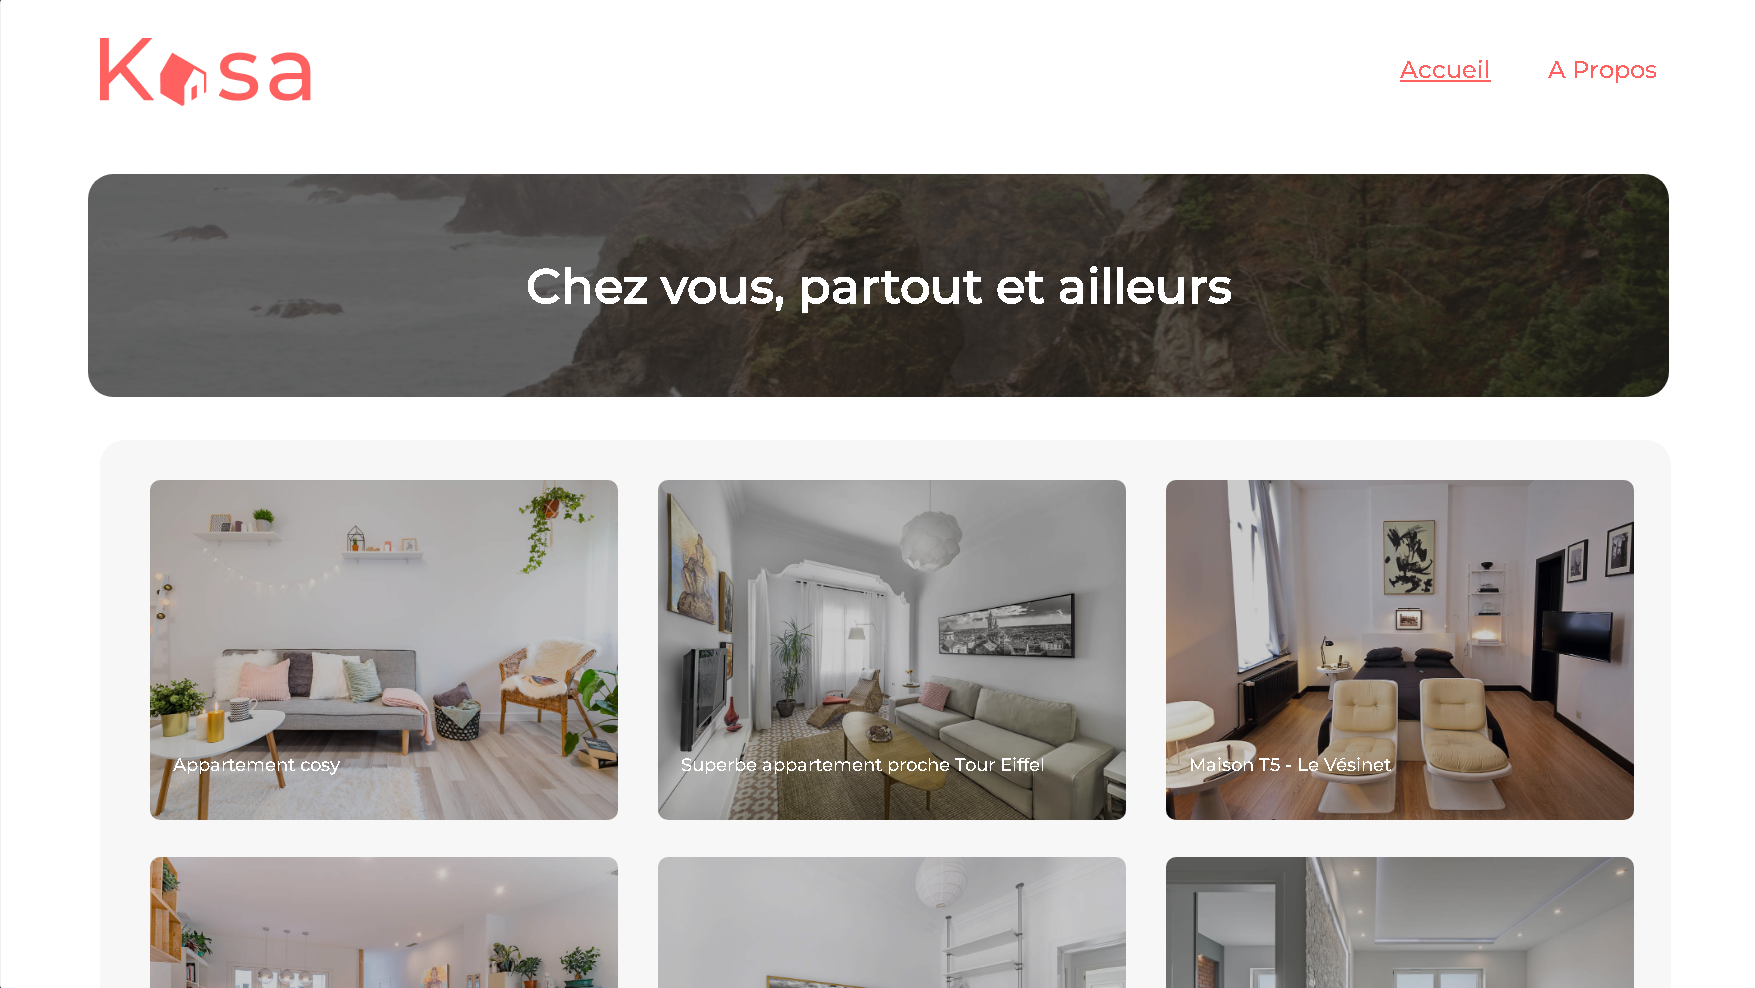 Kasa
Accueil
A Propos
Chez vous, partout et ailleurs
Appartement cosy
Superbe appartement proche Tour Eiffel
Maison T5 - Le Vésinet